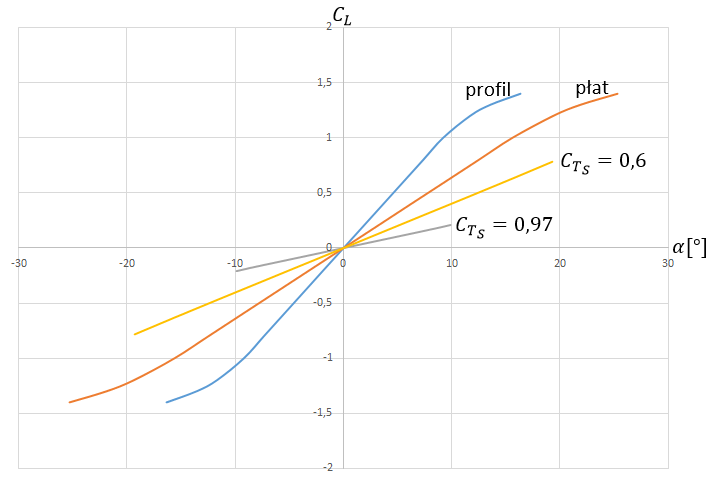 C_L
2
1,5
profil
płat
1
C_{T_S} = 0,6
0,5
C_{T_S} = 0,97
0
α[°]
-30 -20 -10 0 10 20 30
-0,5
-1
-1,5
-2